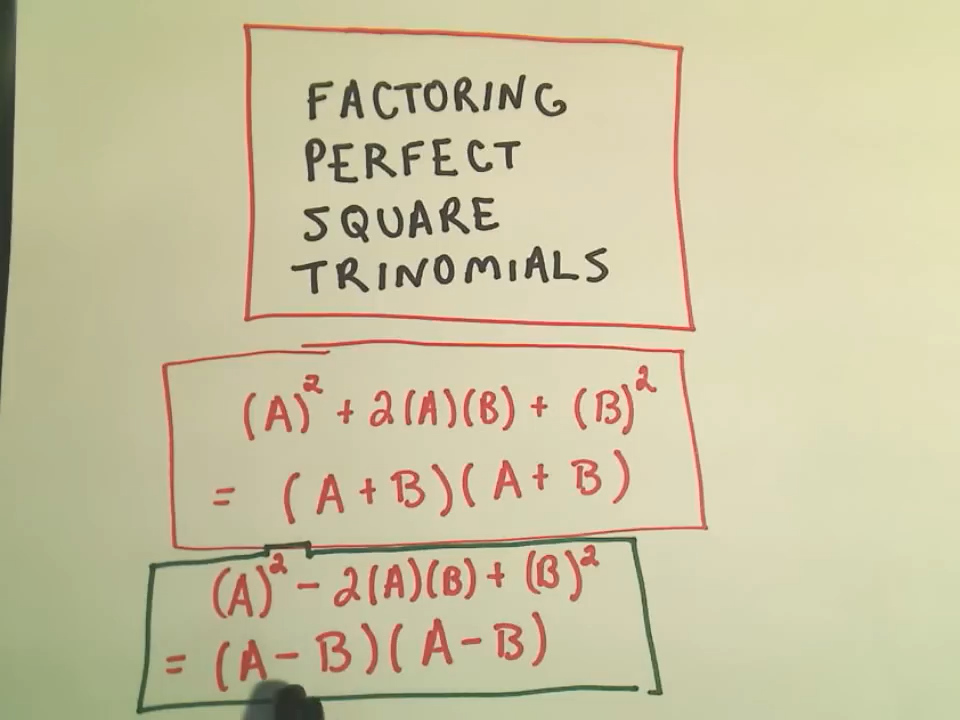 FACTORING
PERFECT
SQUARE
TRINOMIALS
(A)² + 2(A)(B) + (B)²
= (A + B)(A + B)
(A)² - 2(A)(B) + (B)²
= (A - B)(A - B)